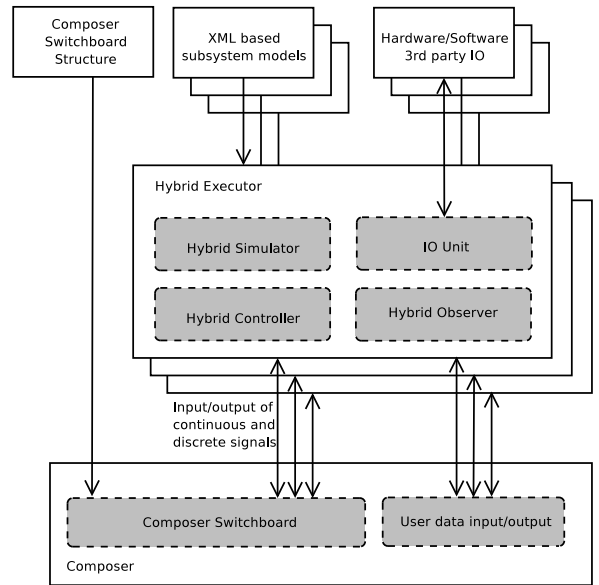 Composer
Switchboard
Structure
XML based
subsystem models
Hardware/Software
3rd party IO
Hybrid Executor
Hybrid Simulator
IO Unit
Hybrid Controller
Hybrid Observer
Input/output of
continuous and
discrete signals
Composer Switchboard
User data input/output
Composer